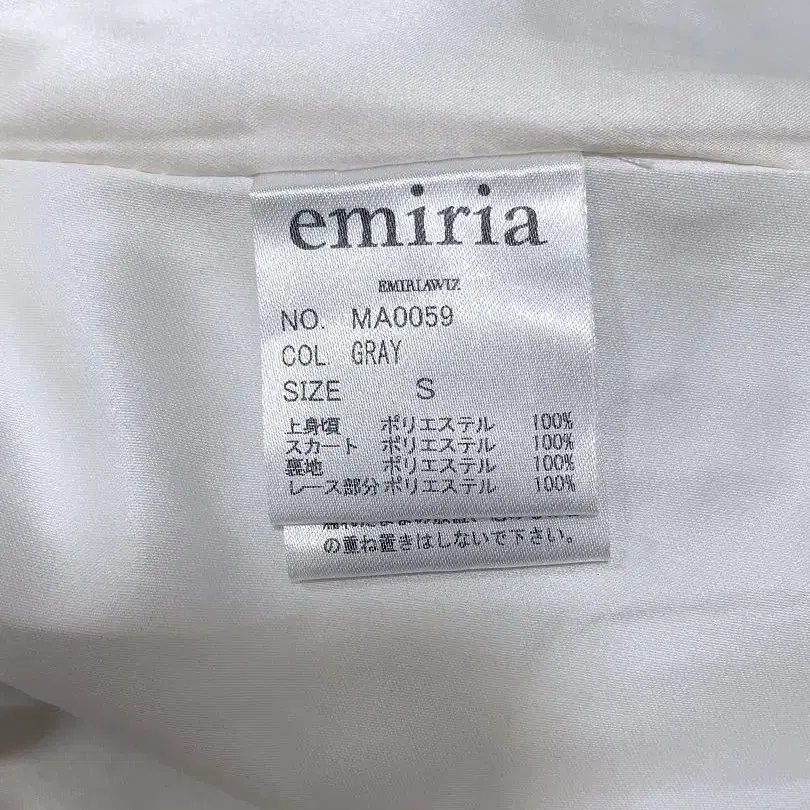 emiria
EMIRIAWIZ
NO. MA0059
COL GRAY
SIZE S
上身頃 ポリエステル 100%
スカート ポリエステル 100%
裏地 ポリエステル 100%
レース部分 ポリエステル 100%
の重ね置きはしないで下さい。